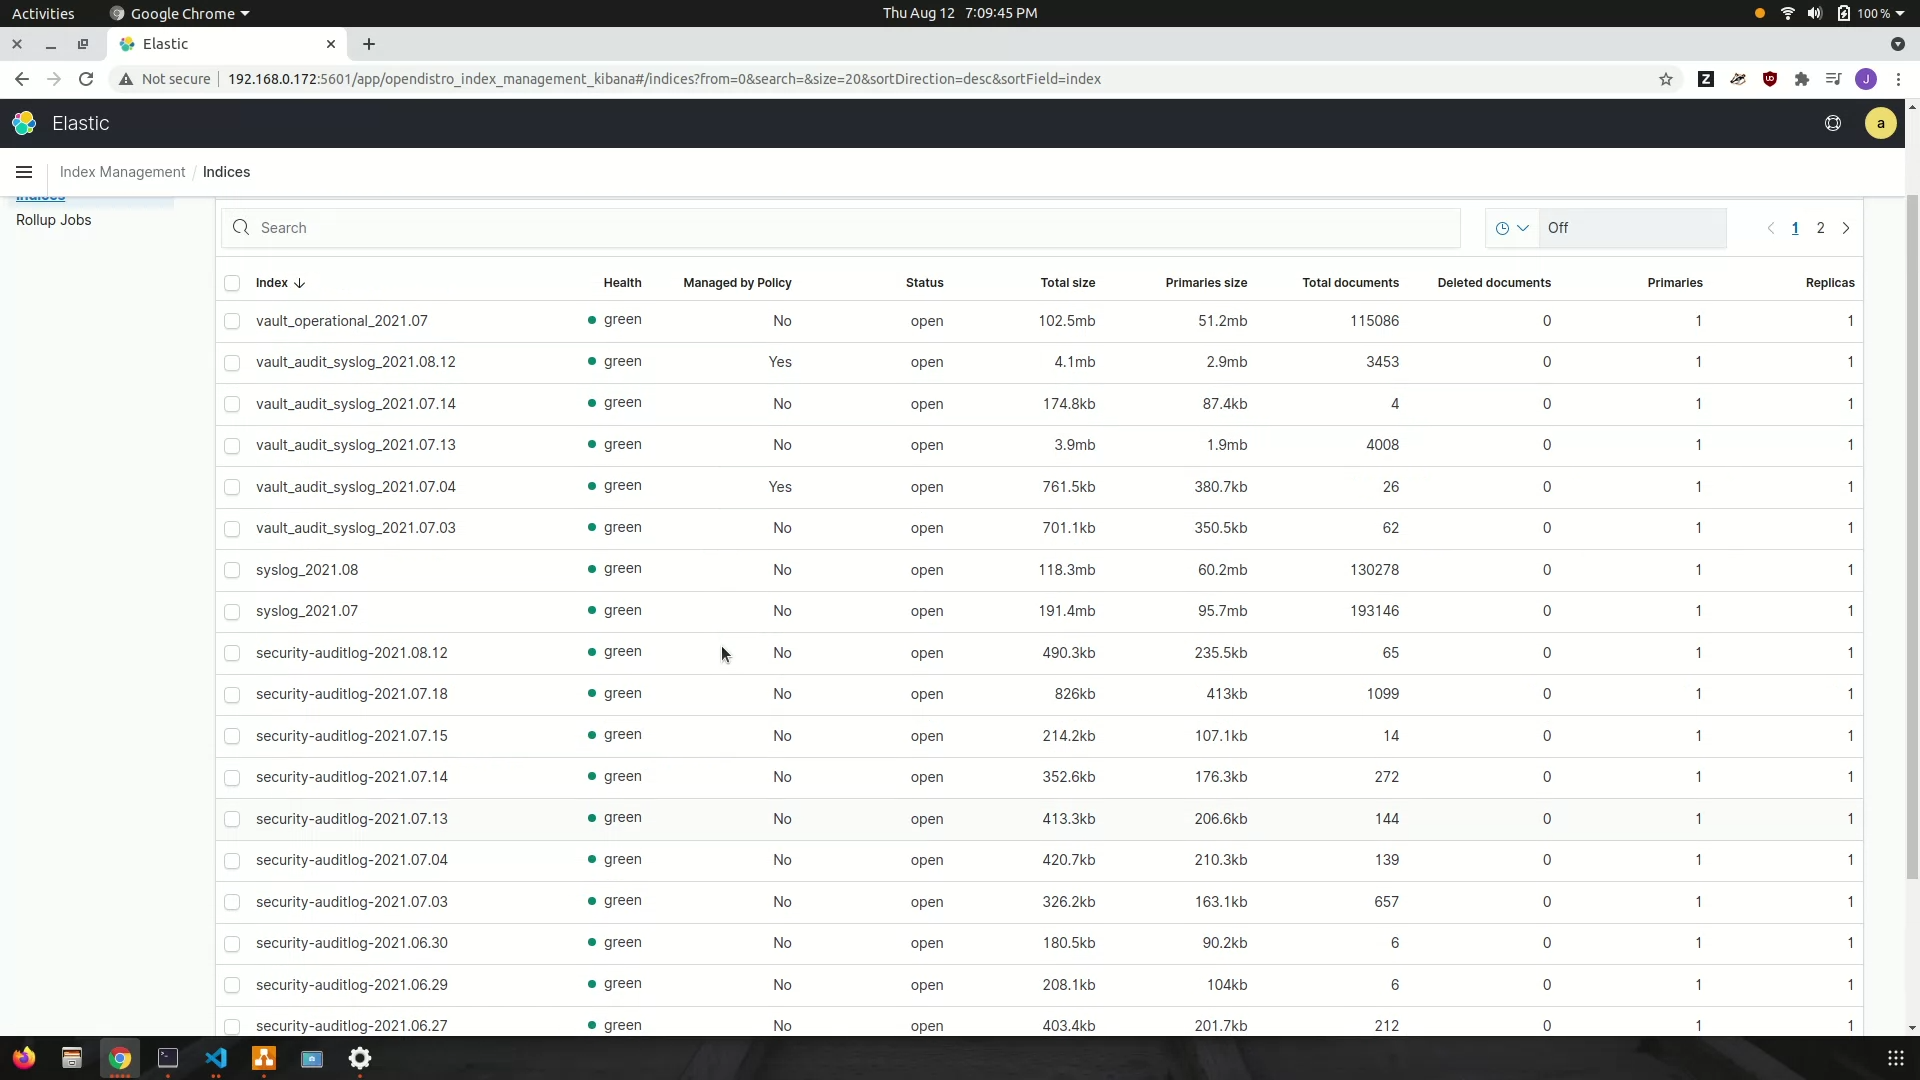 Activities Google Chrome Thu Aug 12 7:09:45 PM 100 %
Elastic
Not secure 192.168.0.172:5601/app/opendistro_index_management_kibana#/indices?from=0&search=&size=20&sortDirection=desc&sortField=index Z J
Elastic a
Index Management / Indices
Indices
Rollup Jobs
Search Off 1 2
Index Health Managed by Policy Status Total size Primaries size Total documents Deleted documents Primaries Replicas
vault_operational_2021.07 green No open 102.5mb 51.2mb 115086 0 1 1
vault_audit_syslog_2021.08.12 green Yes open 4.1mb 2.9mb 3453 0 1 1
vault_audit_syslog_2021.07.14 green No open 174.8kb 87.4kb 4 0 1 1
vault_audit_syslog_2021.07.13 green No open 3.9mb 1.9mb 4008 0 1 1
vault_audit_syslog_2021.07.04 green Yes open 761.5kb 380.7kb 26 0 1 1
vault_audit_syslog_2021.07.03 green No open 701.1kb 350.5kb 62 0 1 1
syslog_2021.08 green No open 118.3mb 60.2mb 130278 0 1 1
syslog_2021.07 green No open 191.4mb 95.7mb 193146 0 1 1
security-auditlog-2021.08.12 green No open 490.3kb 235.5kb 65 0 1 1
security-auditlog-2021.07.18 green No open 826kb 413kb 1099 0 1 1
security-auditlog-2021.07.15 green No open 214.2kb 107.1kb 14 0 1 1
security-auditlog-2021.07.14 green No open 352.6kb 176.3kb 272 0 1 1
security-auditlog-2021.07.13 green No open 413.3kb 206.6kb 144 0 1 1
security-auditlog-2021.07.04 green No open 420.7kb 210.3kb 139 0 1 1
security-auditlog-2021.07.03 green No open 326.2kb 163.1kb 657 0 1 1
security-auditlog-2021.06.30 green No open 180.5kb 90.2kb 6 0 1 1
security-auditlog-2021.06.29 green No open 208.1kb 104kb 6 0 1 1
security-auditlog-2021.06.27 green No open 403.4kb 201.7kb 212 0 1 1